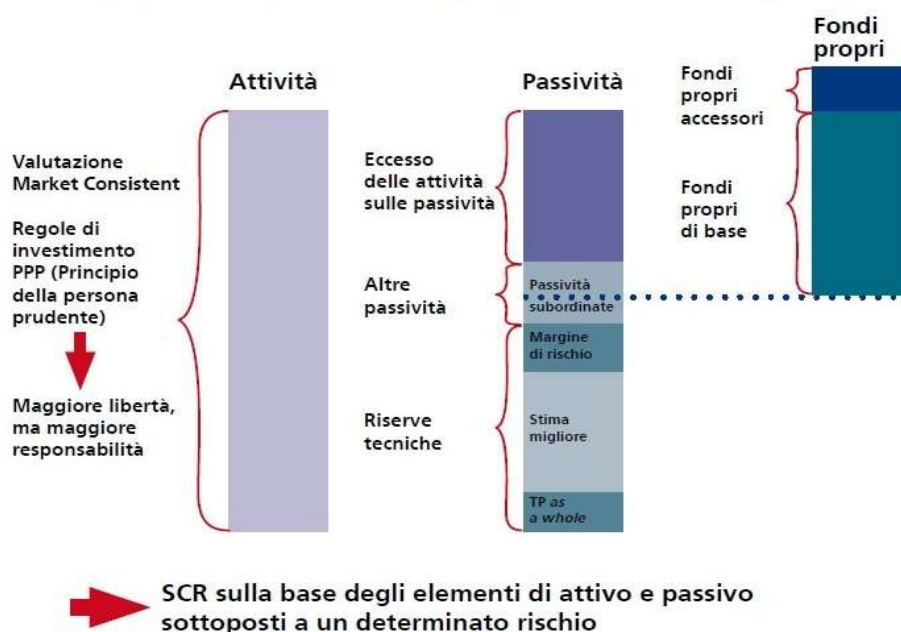 Attività
Valutazione
Market Consistent
Regole di
investimento
PPP (Principio
della persona
prudente)
Maggiore libertà,
ma maggiore
responsabilità
Passività
Eccesso
delle attività
sulle passività
Altre
passività
Passività
subordinate
Margine
di rischio
Riserve
tecniche
Stima
migliore
TP as
a whole
Fondi
propri
Fondi
propri
accessori
Fondi
propri
di base
SCR sulla base degli elementi di attivo e passivo
sottoposti a un determinato rischio